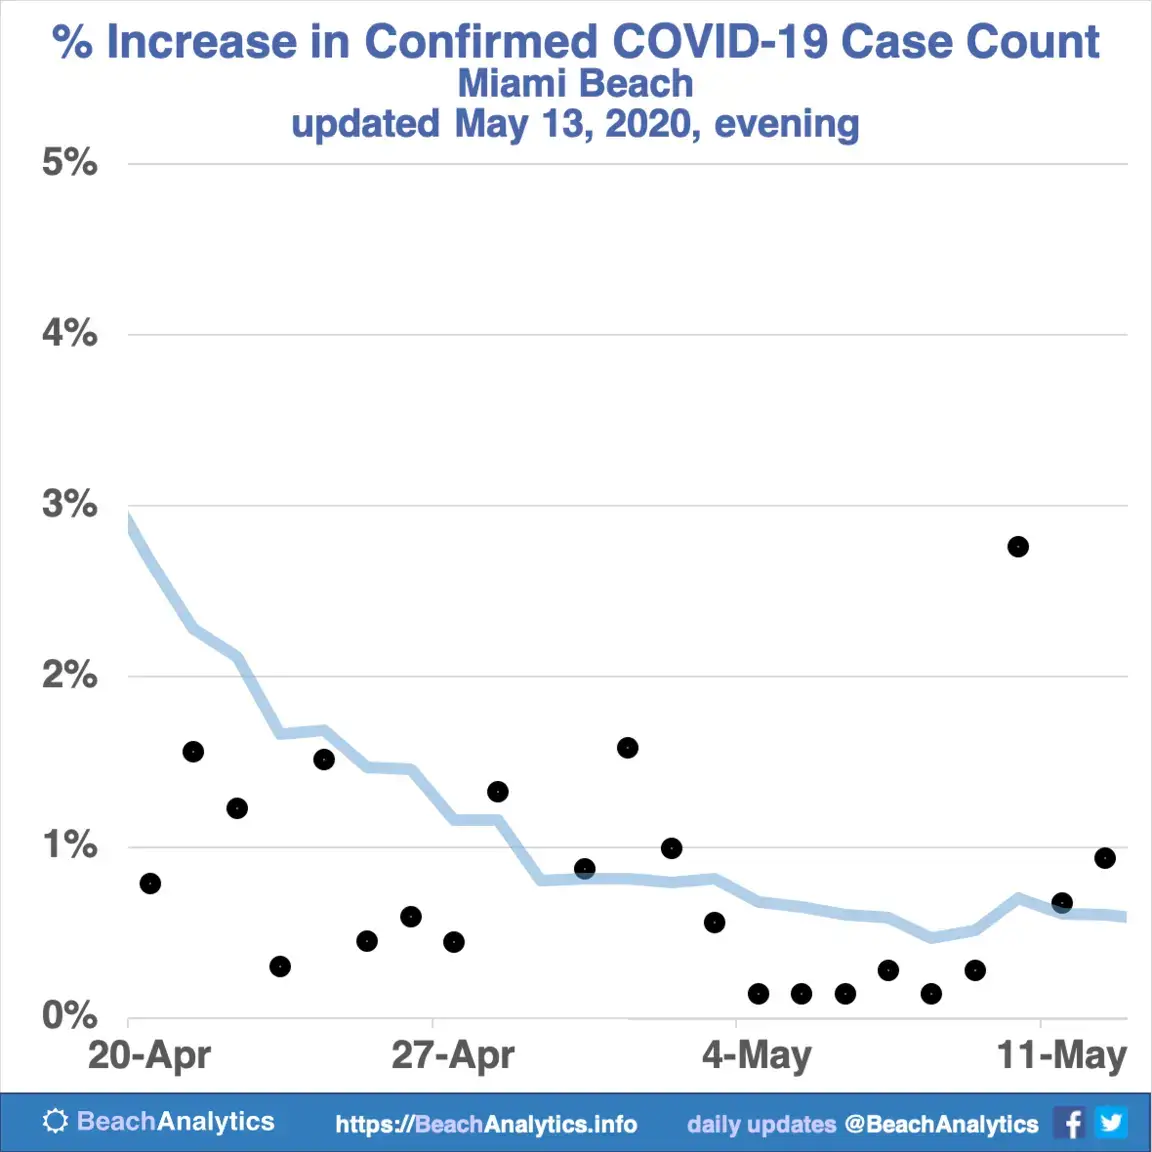 % Increase in Confirmed COVID-19 Case Count
Miami Beach
updated May 13, 2020, evening
5%
4%
3%
2%
1%
0%
20-Apr 27-Apr 4-May 11-May
BeachAnalytics https://BeachAnalytics.info daily updates @BeachAnalytics